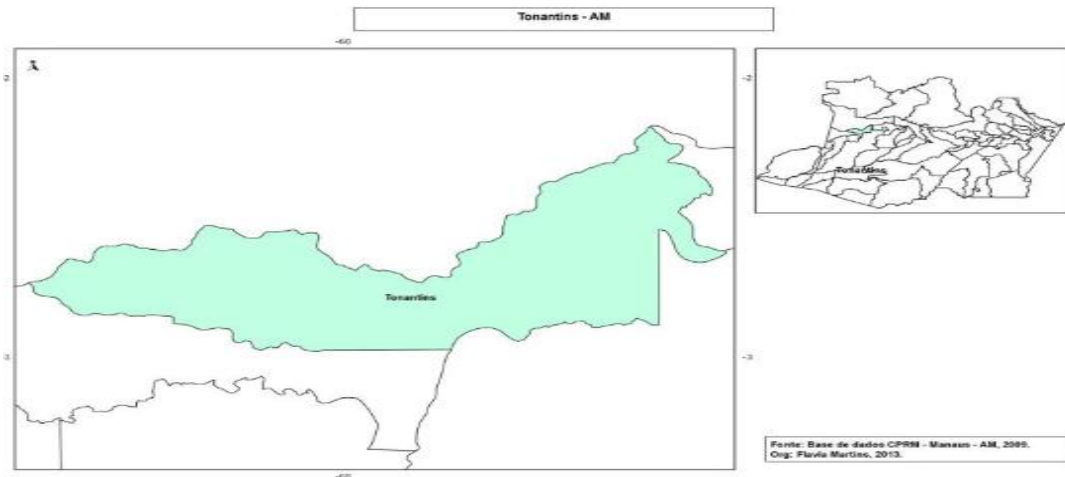 Tonantins - AM
-2
-2
Tonantins
Tonantins
-3
-3
Fonte: Base de dados CPRM - Manaus - AM, 2009.
Org: Flavia Martins, 2013.